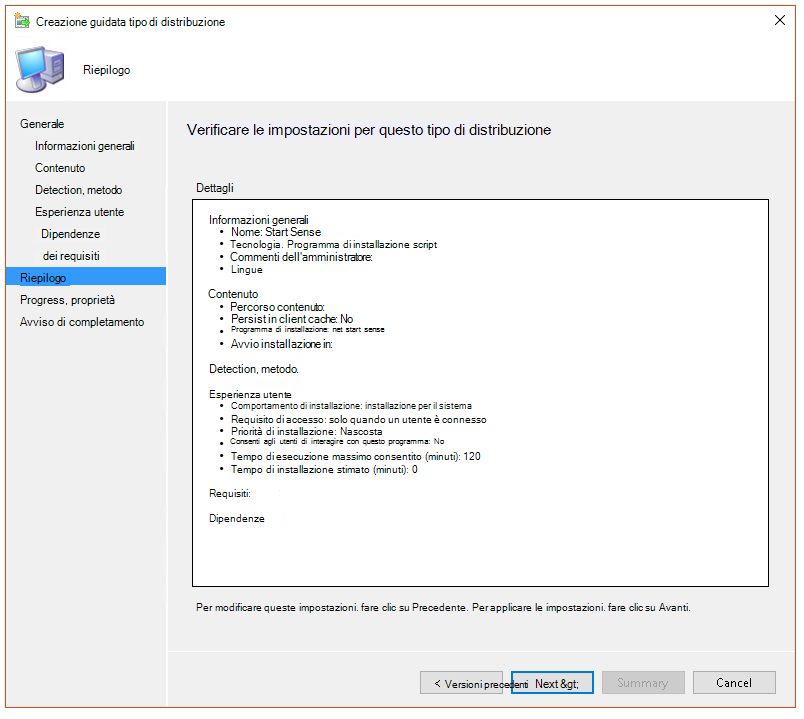 Creazione guidata tipo di distribuzione
Riepilogo
Generale
Informazioni generali
Contenuto
Detection, metodo
Esperienza utente
Dipendenze
dei requisiti
Riepilogo
Progress, proprietà
Avviso di completamento
Verificare le impostazioni per questo tipo di distribuzione
Dettagli
Informazioni generali
• Nome: Start Sense
• Tecnologia. Programma di installazione script
• Commenti dell'amministratore:
• Lingue
Contenuto
• Percorso contenuto:
• Persist in client cache: No
• Programma di installazione: net start sense
• Avvio installazione in:
Detection, metodo.
Esperienza utente
• Comportamento di installazione: installazione per il sistema
• Requisito di accesso: solo quando un utente è connesso
• Priorità di installazione: Nascosta
• Consenti agli utenti di interagire con questo programma: No
• Tempo di esecuzione massimo consentito (minuti): 120
• Tempo di installazione stimato (minuti): 0
Requisiti:
Dipendenze
Per modificare queste impostazioni. fare clic su Precedente. Per applicare le impostazioni. fare clic su Avanti.
< Versioni precedenti
Next &gt;
Summary
Cancel